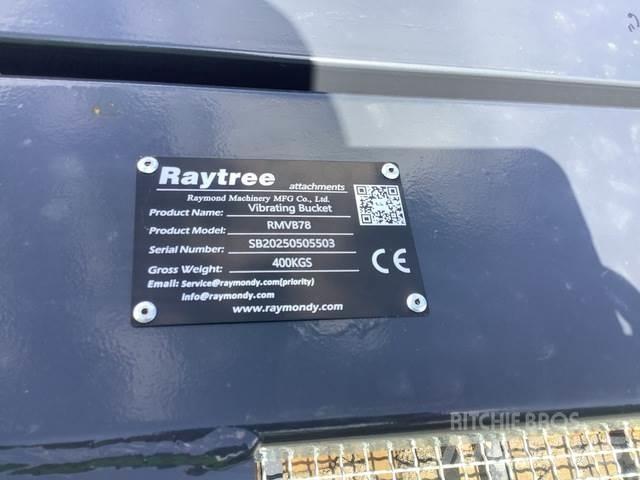 Raytree attachments
Raymond Machinery MFG Co., Ltd.
Product Name: Vibrating Bucket
Product Model: RMVB78
Serial Number: SB20250505503
Gross Weight: 400KGS
Email: Service@raymondy.com(priority)
info@raymondy.com
www.raymondy.com
CE
RITCHIE BROS